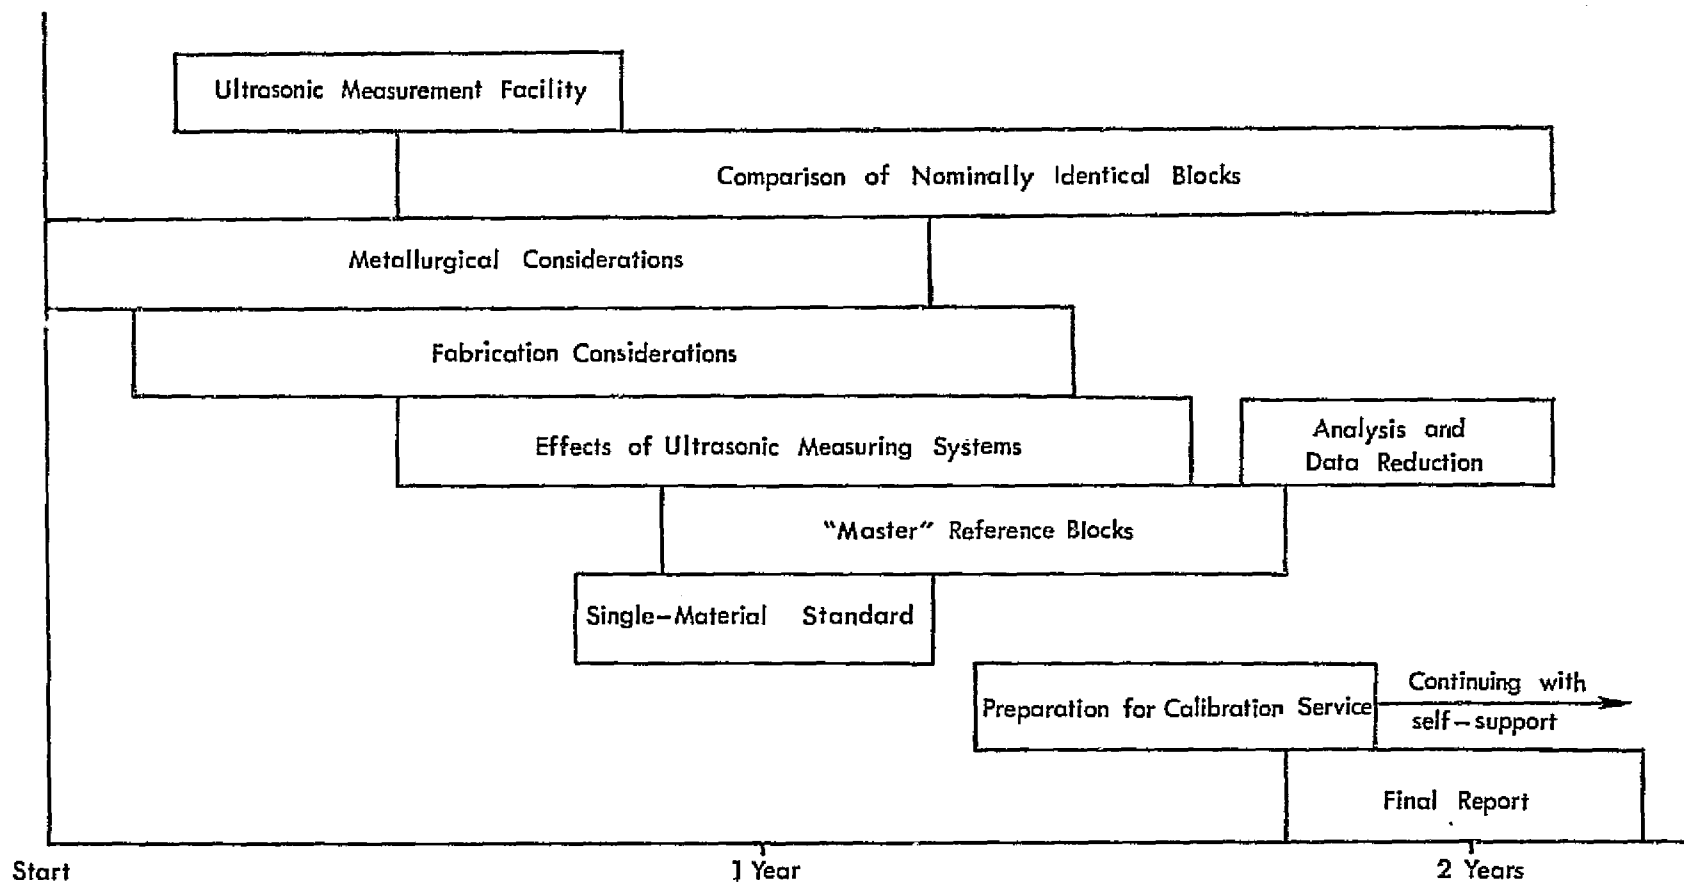 Ultrasonic Measurement Facility
Comparison of Nominally Identical Blocks
Metallurgical Considerations
Fabrication Considerations
Effects of Ultrasonic Measuring Systems
Analysis and
Data Reduction
"Master" Reference Blocks
Single-Material Standard
Preparation for Calibration Service
Continuing with
self-support
Final Report
Start
1 Year
2 Years